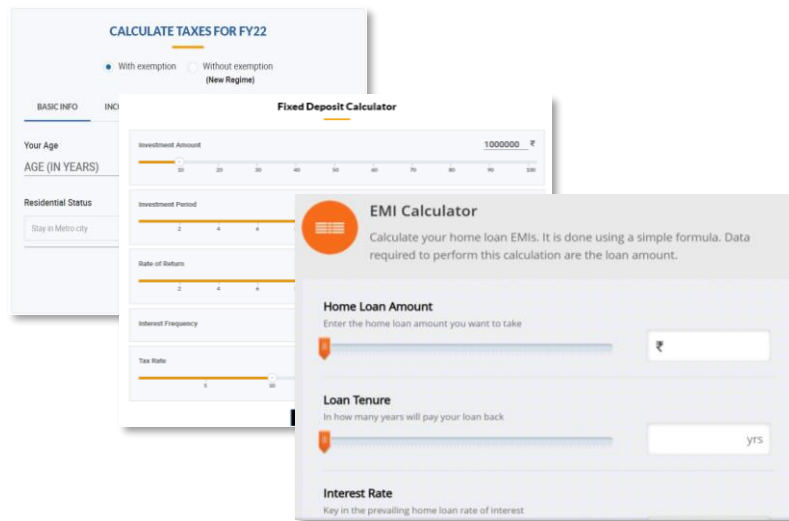 CALCULATE TAXES FOR FY22
With exemption Without exemption
(New Regime)
BASIC INFO INC
Your Age
AGE (IN YEARS)
Residential Status
Stay in Metro city
Fixed Deposit Calculator
Investment Amount 1000000 ₹
10 20 30 40 50 60 70 80 90 100
Investment Period
2 4 6
Rate of Return
2 4 6
Interest Frequency
Tax Rate
5 10
EMI Calculator
Calculate your home loan EMIs. It is done using a simple formula. Data
required to perform this calculation are the loan amount.
Home Loan Amount
Enter the home loan amount you want to take
₹
Loan Tenure
In how many years will pay your loan back
yrs
Interest Rate
Key in the prevailing home loan rate of interest